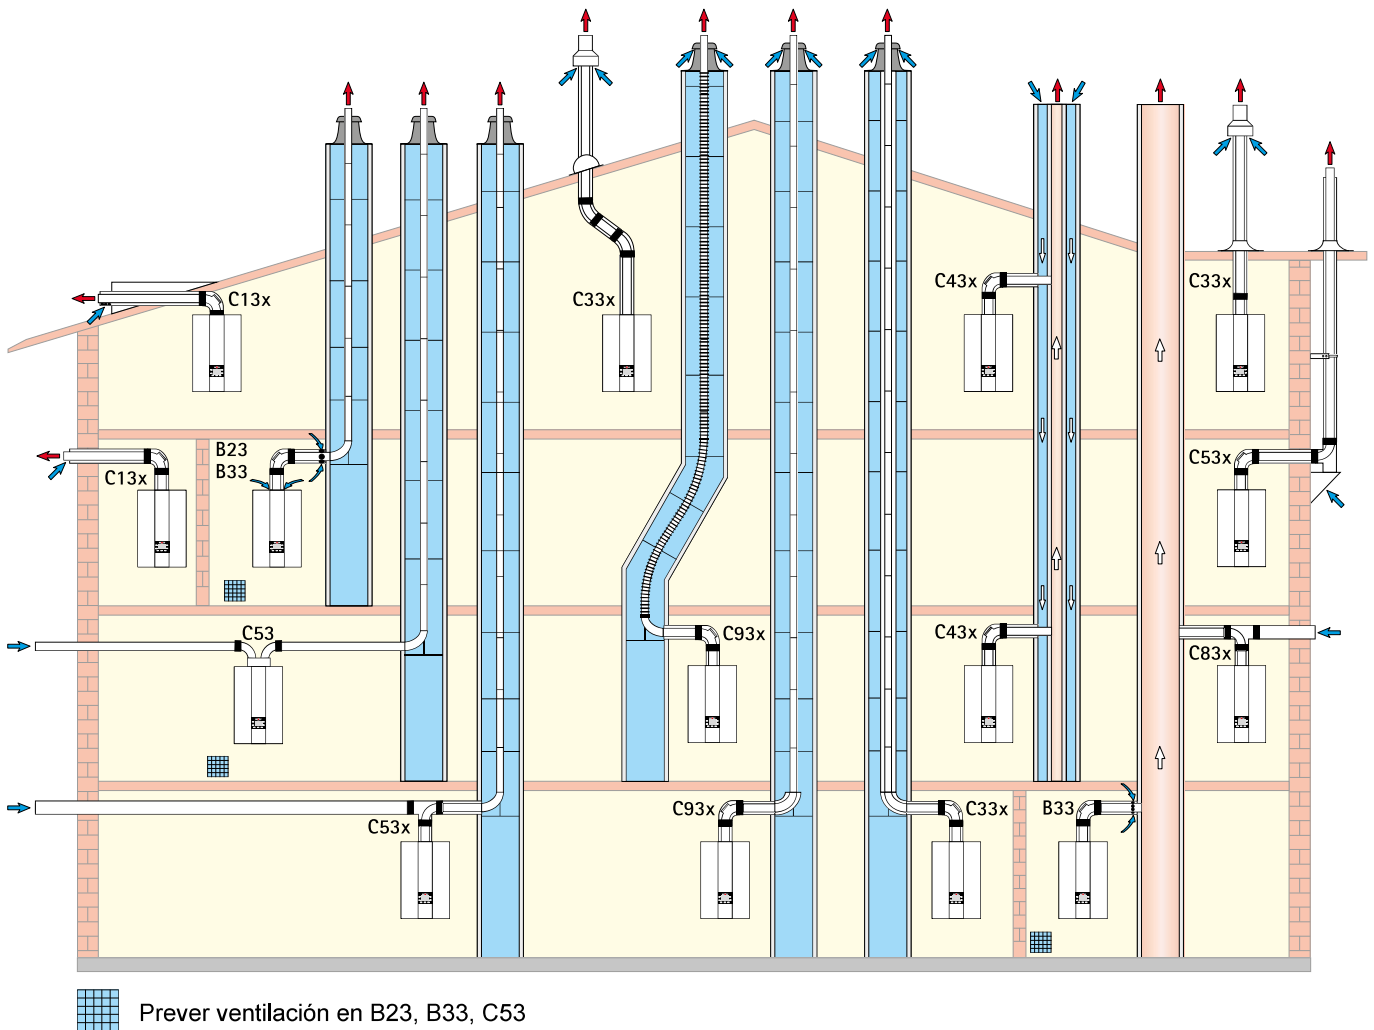 C13x
C33x
C43x
C33x
B23
B33
C13x
C53x
C53
C93x
C43x
C83x
C53x
C93x
C33x
B33
Prever ventilación en B23, B33, C53